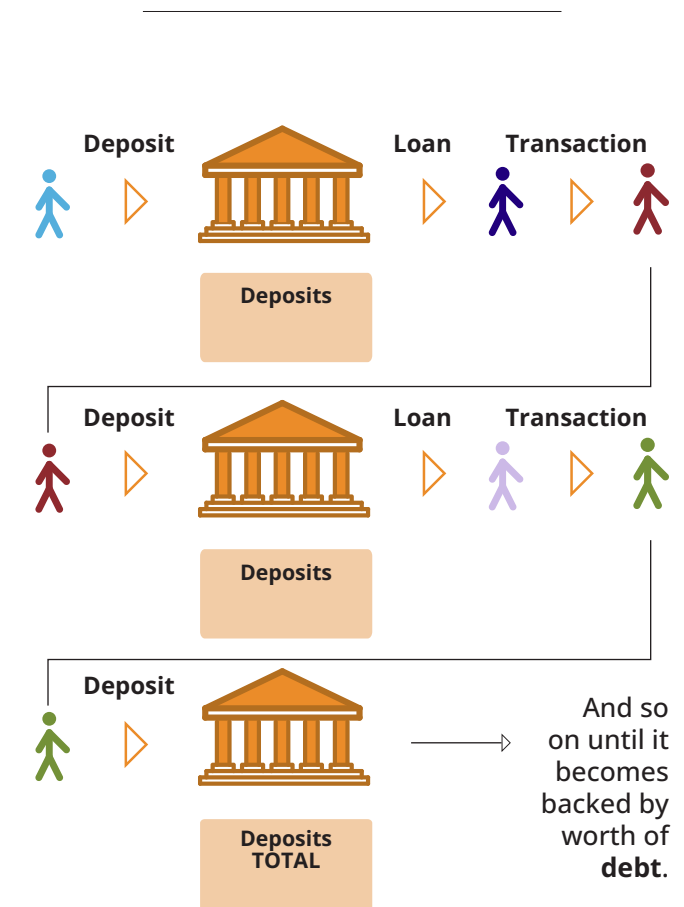 Deposit Loan Transaction
Deposits
Deposit Loan Transaction
Deposits
Deposit
And so
on until it
becomes
backed by
worth of
debt.
Deposits
TOTAL